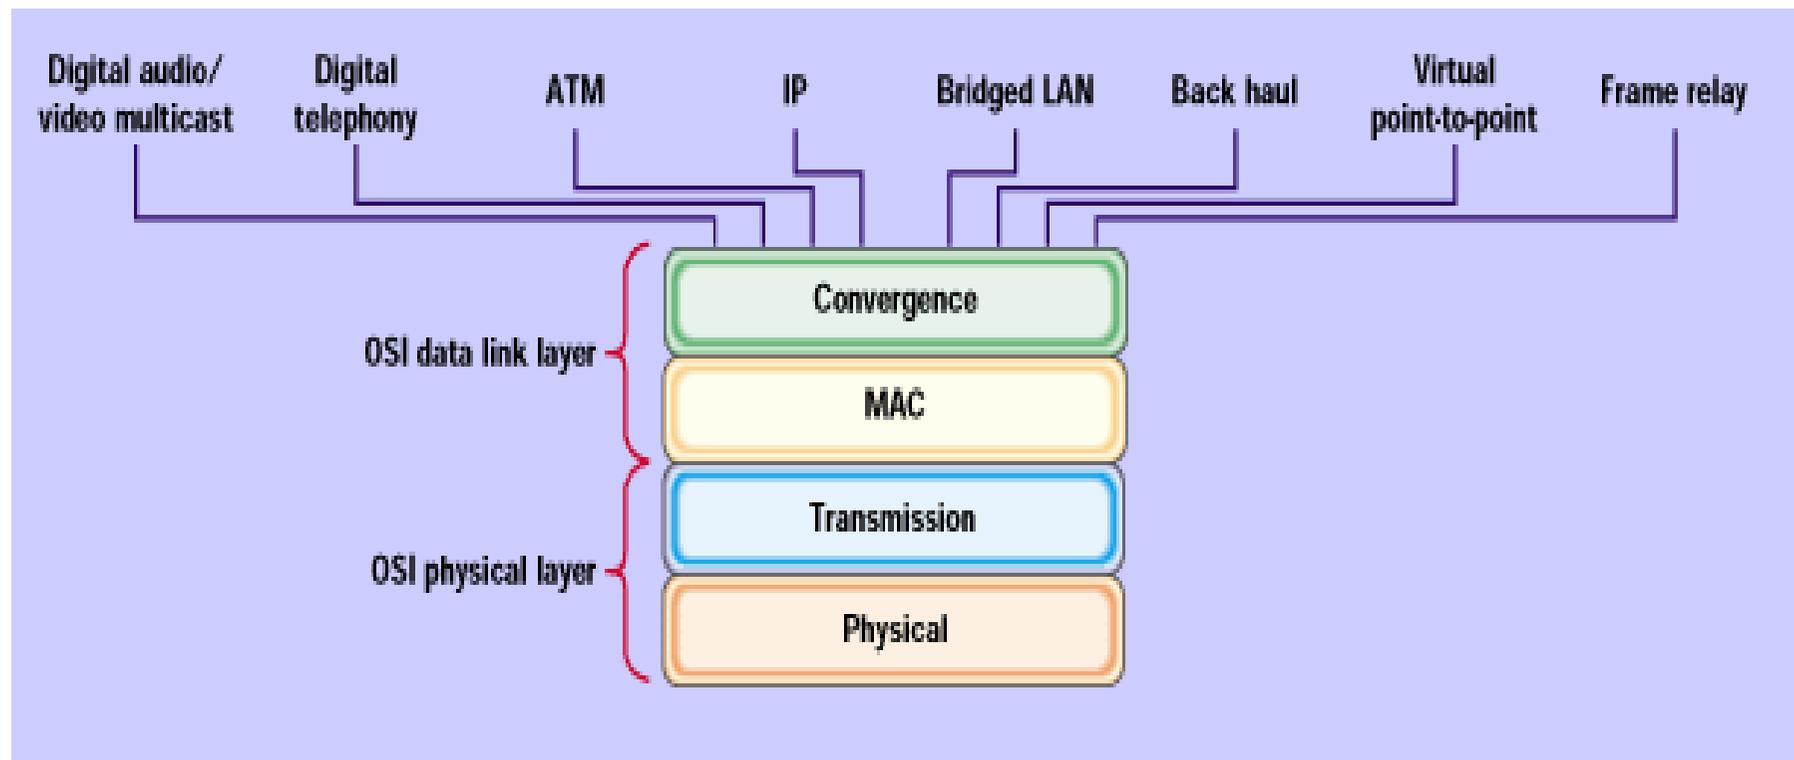 Digital audio/
video multicast
Digital
telephony
ATM
IP
Bridged LAN
Back haul
Virtual
point-to-point
Frame relay
Convergence
OSI data link layer
MAC
Transmission
OSI physical layer
Physical